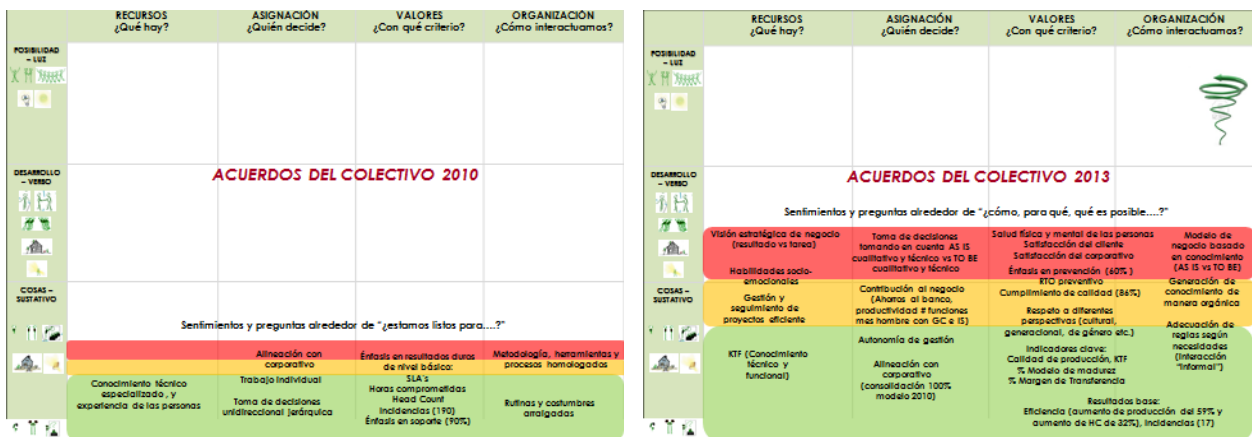 RECURSOS
¿Qué hay?
ASIGNACIÓN
¿Quién decide?
VALORES
¿Con qué criterio?
ORGANIZACIÓN
¿Cómo interactuamos?
POSIBILIDAD
– LUZ
DESARROLLO
– VERBO
ACUERDOS DEL COLECTIVO 2010
COSAS –
SUSTATIVO
Sentimientos y preguntas alrededor de "¿estamos listos para....?"
Alineación con
corporativo
Trabajo individual
Toma de decisiones
unidireccional jerárquica
Énfasis en resultados duros
de nivel básico:
SLA's
Horas comprometidas
Head Count
Incidencias (190)
Énfasis en soporte (90%)
Metodología, herramientas y
procesos homologados
Rutinas y costumbres
arraigadas
Conocimiento técnico
especializado , y
experiencia de las personas
RECURSOS
¿Qué hay?
ASIGNACIÓN
¿Quién decide?
VALORES
¿Con qué criterio?
ORGANIZACIÓN
¿Cómo interactuamos?
POSIBILIDAD
– LUZ
DESARROLLO
– VERBO
ACUERDOS DEL COLECTIVO 2013
Sentimientos y preguntas alrededor de "¿cómo, para qué, qué es posible....?"
COSAS –
SUSTATIVO
Visión estratégica de negocio
(resultado vs tarea)
Habilidades socio-
emocionales
Gestión y
seguimiento de
proyectos eficiente
KTF (Conocimiento
técnico y
funcional)
Toma de decisiones
tomando en cuenta AS IS
cualitativo y técnico vs TO BE
cualitativo y técnico
Contribución al negocio
(Ahorros al banco,
productividad # funciones
mes hombre con GC e IS)
Autonomía de gestión
Alineación con
corporativo
(consolidación 100%
modelo 2010)
Salud física y mental de las personas
Satisfacción del cliente
Satisfacción del corporativo
Énfasis en prevención (60% )
RTO preventivo
Cumplimiento de calidad (86%)
Respeto a diferentes
perspectivas (cultural,
generacional, de género etc.)
Indicadores clave:
Calidad de producción, KTF
% Modelo de madurez
% Margen de Transferencia
Resultados base:
Eficiencia (aumento de producción del 59% y
aumento de HC de 32%), Incidencias (17)
Modelo de
negocio basado
en conocimiento
(AS IS vs TO BE)
Generación de
conocimiento de
manera orgánica
Adecuación de
reglas según
necesidades
(Interacción
"informal")